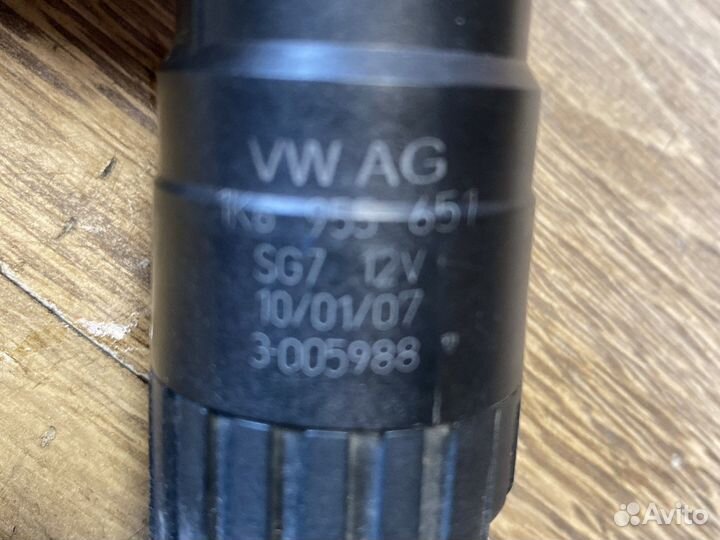 VW AG
1K6 955 651
SG7 12V
10/01/07
3-005988
Avito